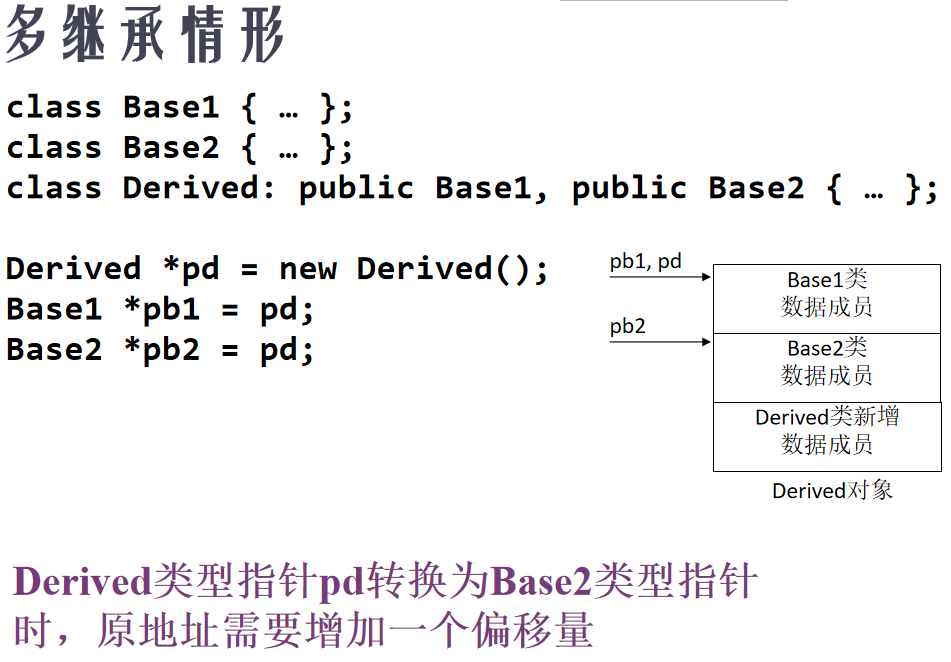 多继承情形
class Base1 { … };
class Base2 { … };
class Derived: public Base1, public Base2 { … };
Derived *pd = new Derived();
Base1 *pb1 = pd;
Base2 *pb2 = pd;
pb1, pd
pb2
Base1类
数据成员
Base2类
数据成员
Derived类新增
数据成员
Derived对象
Derived类型指针pd转换为Base2类型指针
时，原地址需要增加一个偏移量